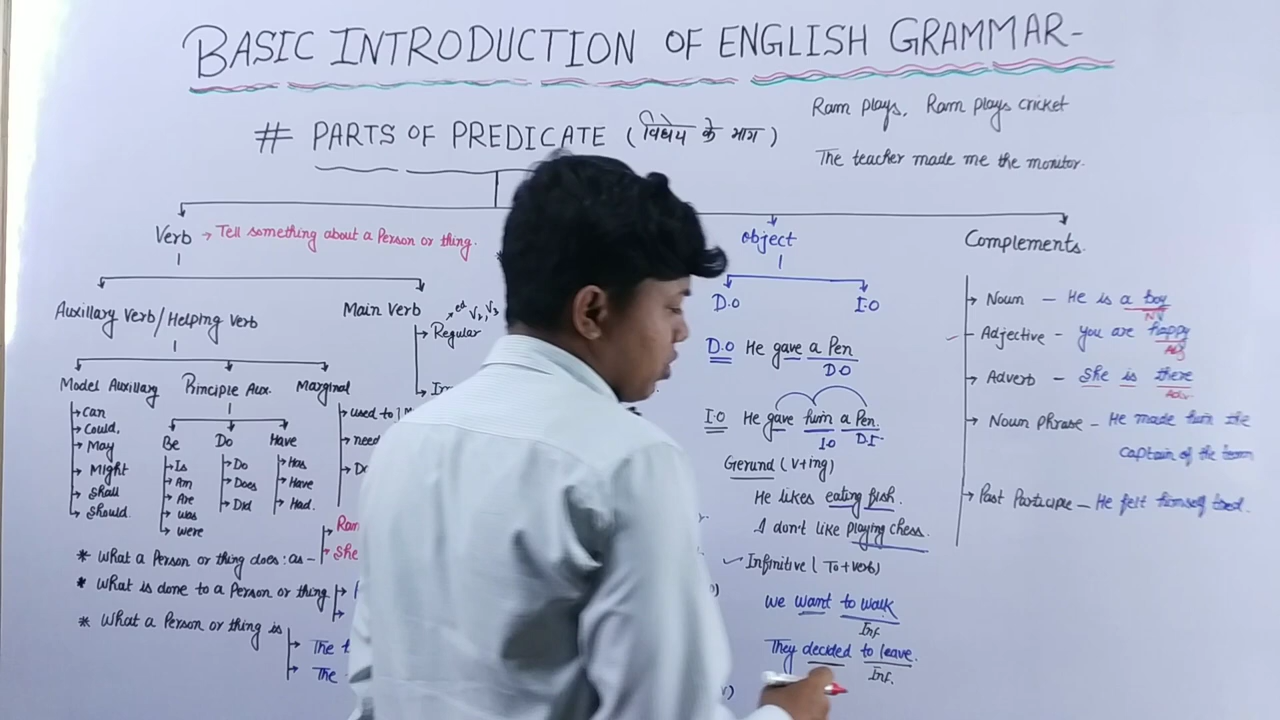 BASIC INTRODUCTION OF ENGLISH GRAMMAR-
# PARTS OF PREDICATE (विधेय के भाग)
Ram plays, Ram plays cricket
The teacher made me the monitor.
Verb → Tell something about a Person or thing.
Auxillary Verb/Helping Verb
Main Verb
Regular
ed V2, V3
Model Auxillary
Can
Could,
May
Might
Shall
Should
Principle Aux.
Be
Is
Am
Are
was
were
Do
Do
Does
Did
Have
Has
Have
Had.
Marginal
used to
need
* What a Person or thing does: as -
Ram
She
* What is done to a Person or thing
* What a Person or thing is
The
The
object
D.O
I.O
D.O He gave a Pen
D.O
I.O He gave him a Pen.
I.O D.I.
Gerund (V+ing)
He likes eating fish.
I don't like playing chess.
Infinitive (To+verb)
We want to walk
Inf.
They decided to leave.
Inf.
Complements.
Noun - He is a boy
Adjective - you are happy
Adj
Adverb - She is there
Adv.
Noun phrase - He made him the
captain of the team
Past Participle - He felt himself tired.